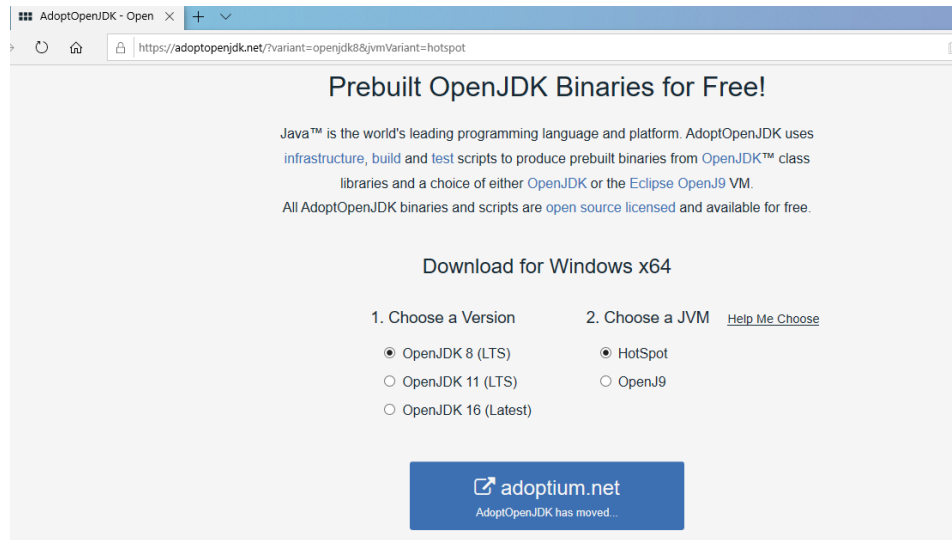 AdoptOpenJDK - Open
https://adoptopenjdk.net/?variant=openjdk8&jvmVariant=hotspot
Prebuilt OpenJDK Binaries for Free!
Java™ is the world's leading programming language and platform. AdoptOpenJDK uses
infrastructure, build and test scripts to produce prebuilt binaries from OpenJDK™ class
libraries and a choice of either OpenJDK or the Eclipse OpenJ9 VM.
All AdoptOpenJDK binaries and scripts are open source licensed and available for free.
Download for Windows x64
1. Choose a Version
OpenJDK 8 (LTS)
OpenJDK 11 (LTS)
OpenJDK 16 (Latest)
2. Choose a JVM Help Me Choose
HotSpot
OpenJ9
adoptium.net
AdoptOpenJDK has moved...